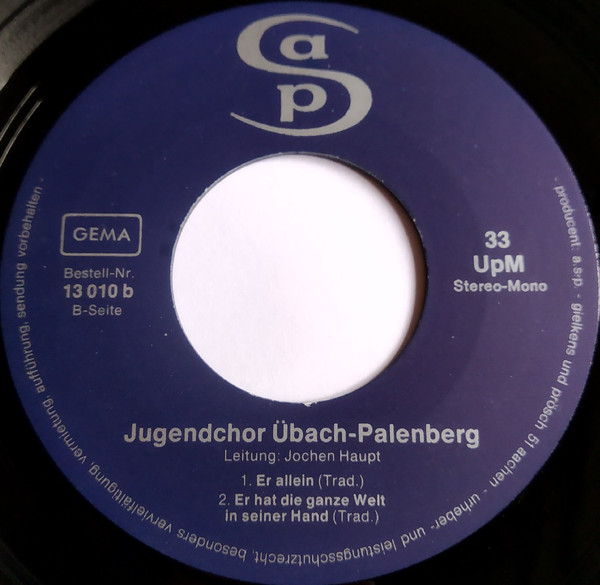 a
s
p
GEMA
Bestell-Nr.
13 010 b
B-Seite
33
UpM
Stereo-Mono
Jugendchor Übach-Palenberg
Leitung: Jochen Haupt
1. Er allein (Trad.)
2. Er hat die ganze Welt
in seiner Hand (Trad.)
- producent: a.s-p. - gielkens und prösch 51 aachen - urheber- und leistungsschutzrecht, besonders vervielfältigung, vermietung, aufführung, sendung vorbehalten -